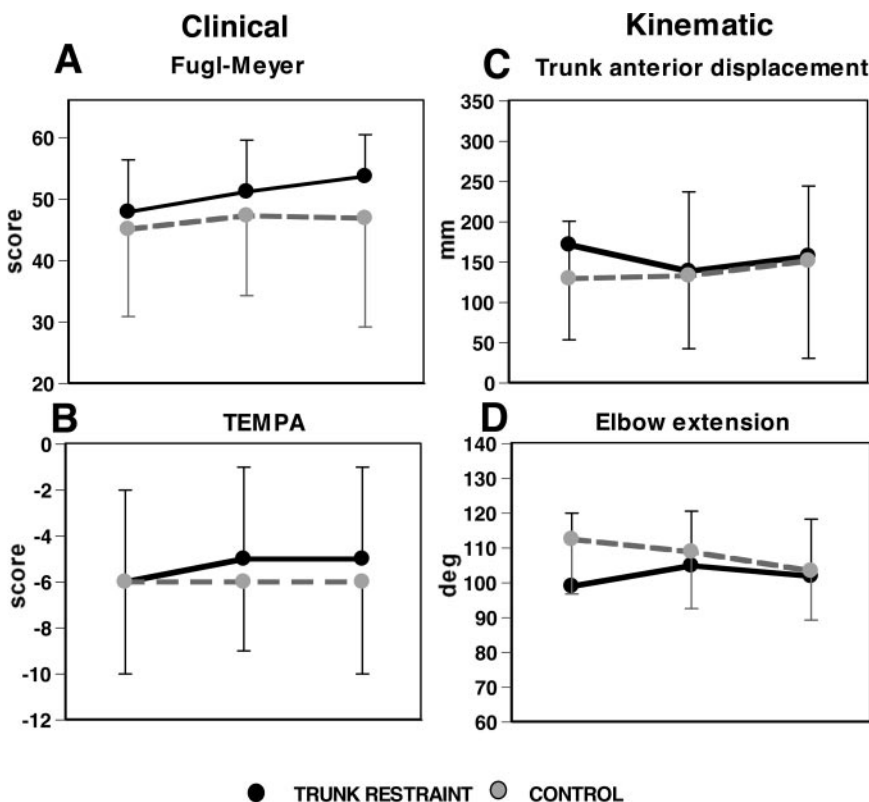 Clinical
Kinematic
A
Fugl-Meyer
C
Trunk anterior displacement
60
50
40
30
20
score
350
300
250
200
150
100
50
0
mm
B
TEMPA
D
Elbow extension
0
-2
-4
-6
-8
-10
-12
score
140
130
120
110
100
90
80
70
60
deg
TRUNK RESTRAINT
CONTROL